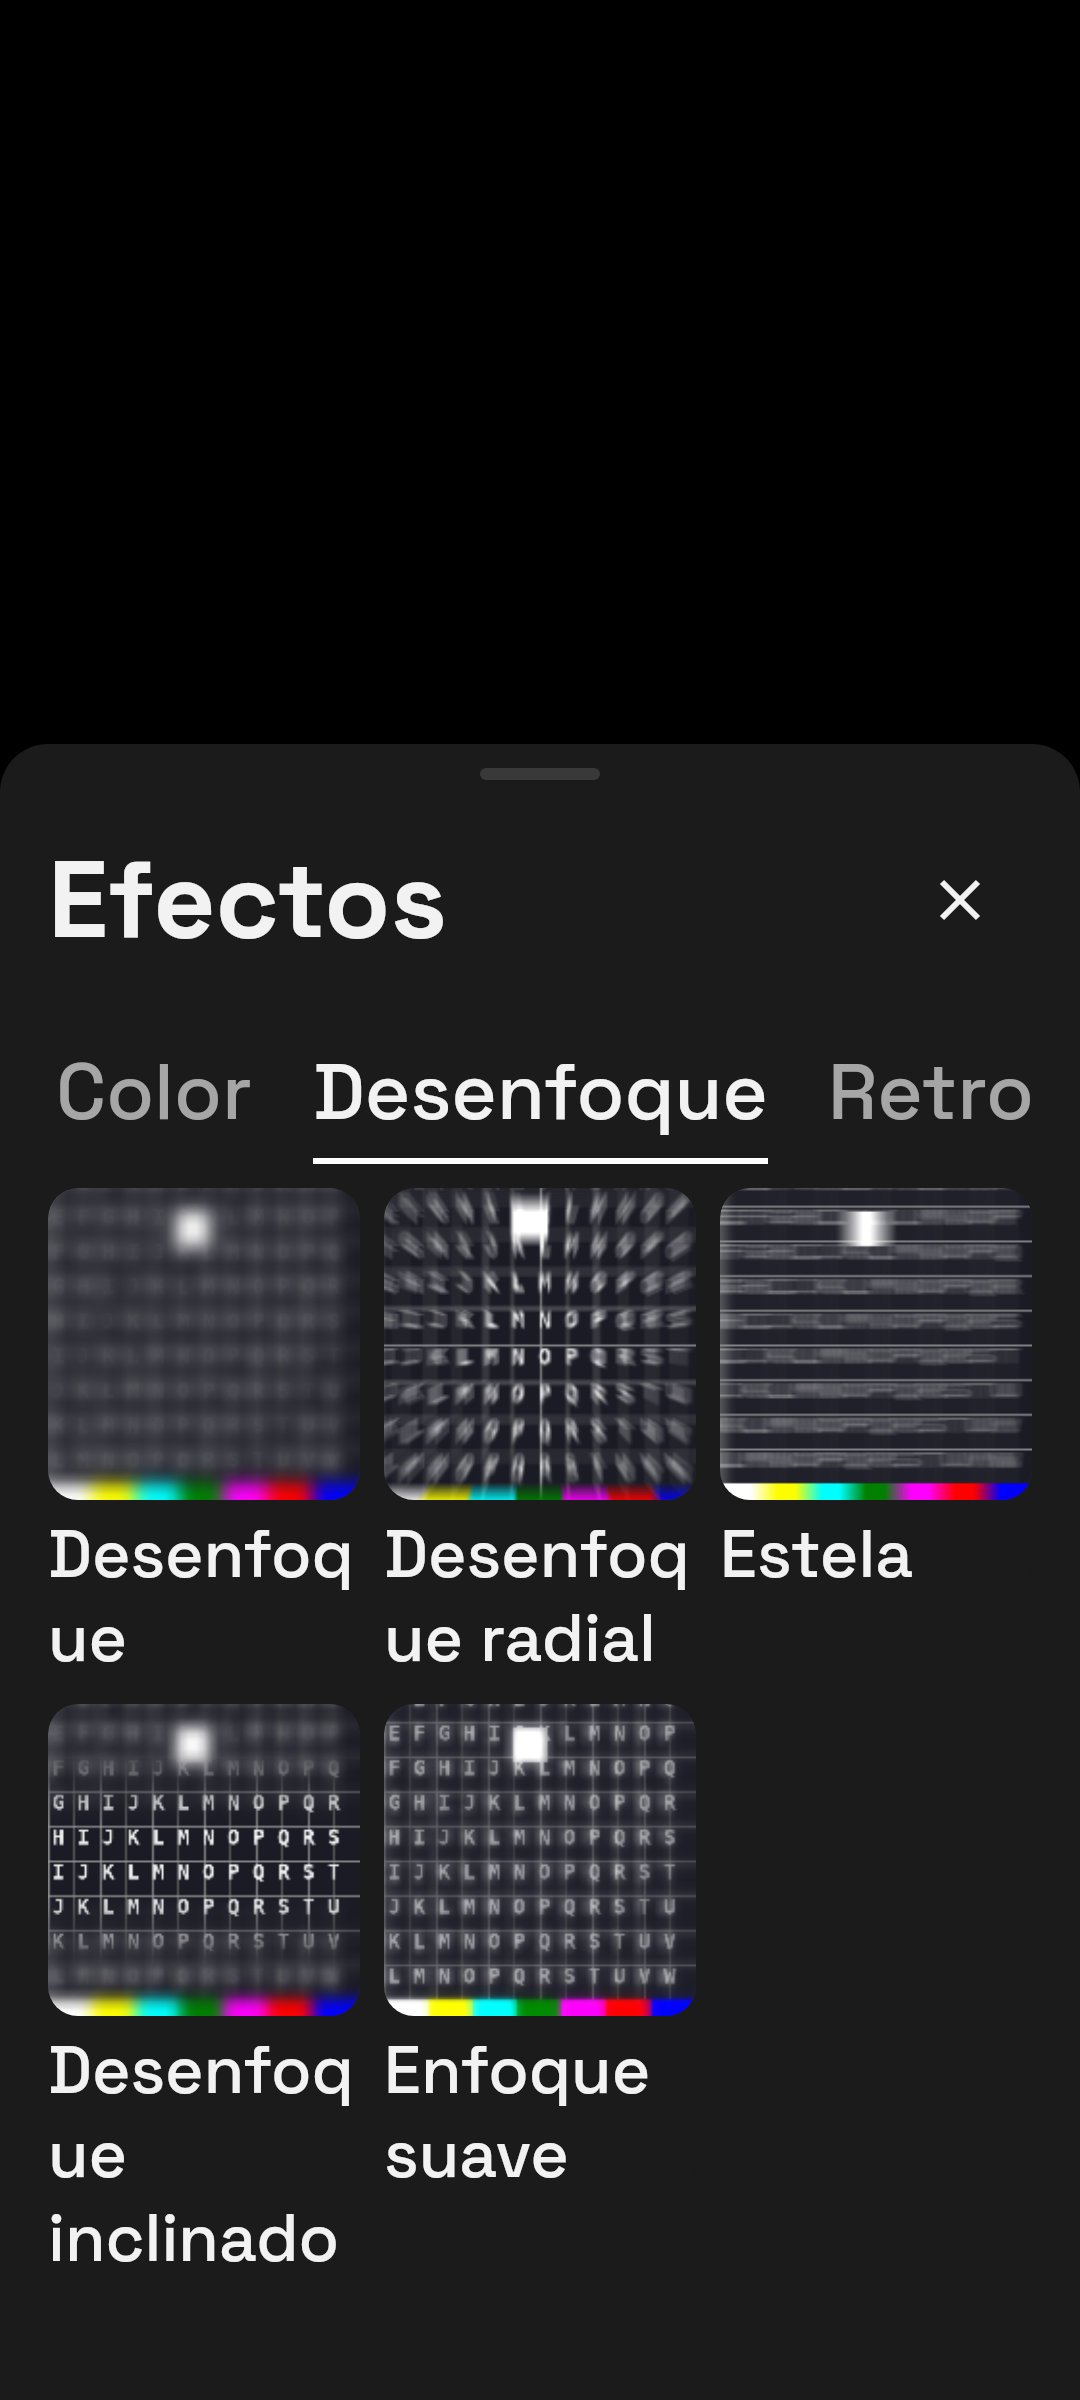 Efectos
Color Desenfoque Retro
Desenfoq
ue
Desenfoq
ue radial
Estela
G H I J K L M N O P Q R
H I J K L M N O P Q R S
I J K L M N O P Q R S T
J K L M N O P Q R S T U
K L M N O P Q R S T U V
E F G H I K L M N O P
F G H I J K L M N O P Q
G H I J K L M N O P Q R
H I J K L M N O P Q R S
I J K L M N O P Q R S T
J K L M N O P Q R S T U
K L M N O P Q R S T U V
L M N O P Q R S T U V W
Desenfoq
ue
inclinado
Enfoque
suave